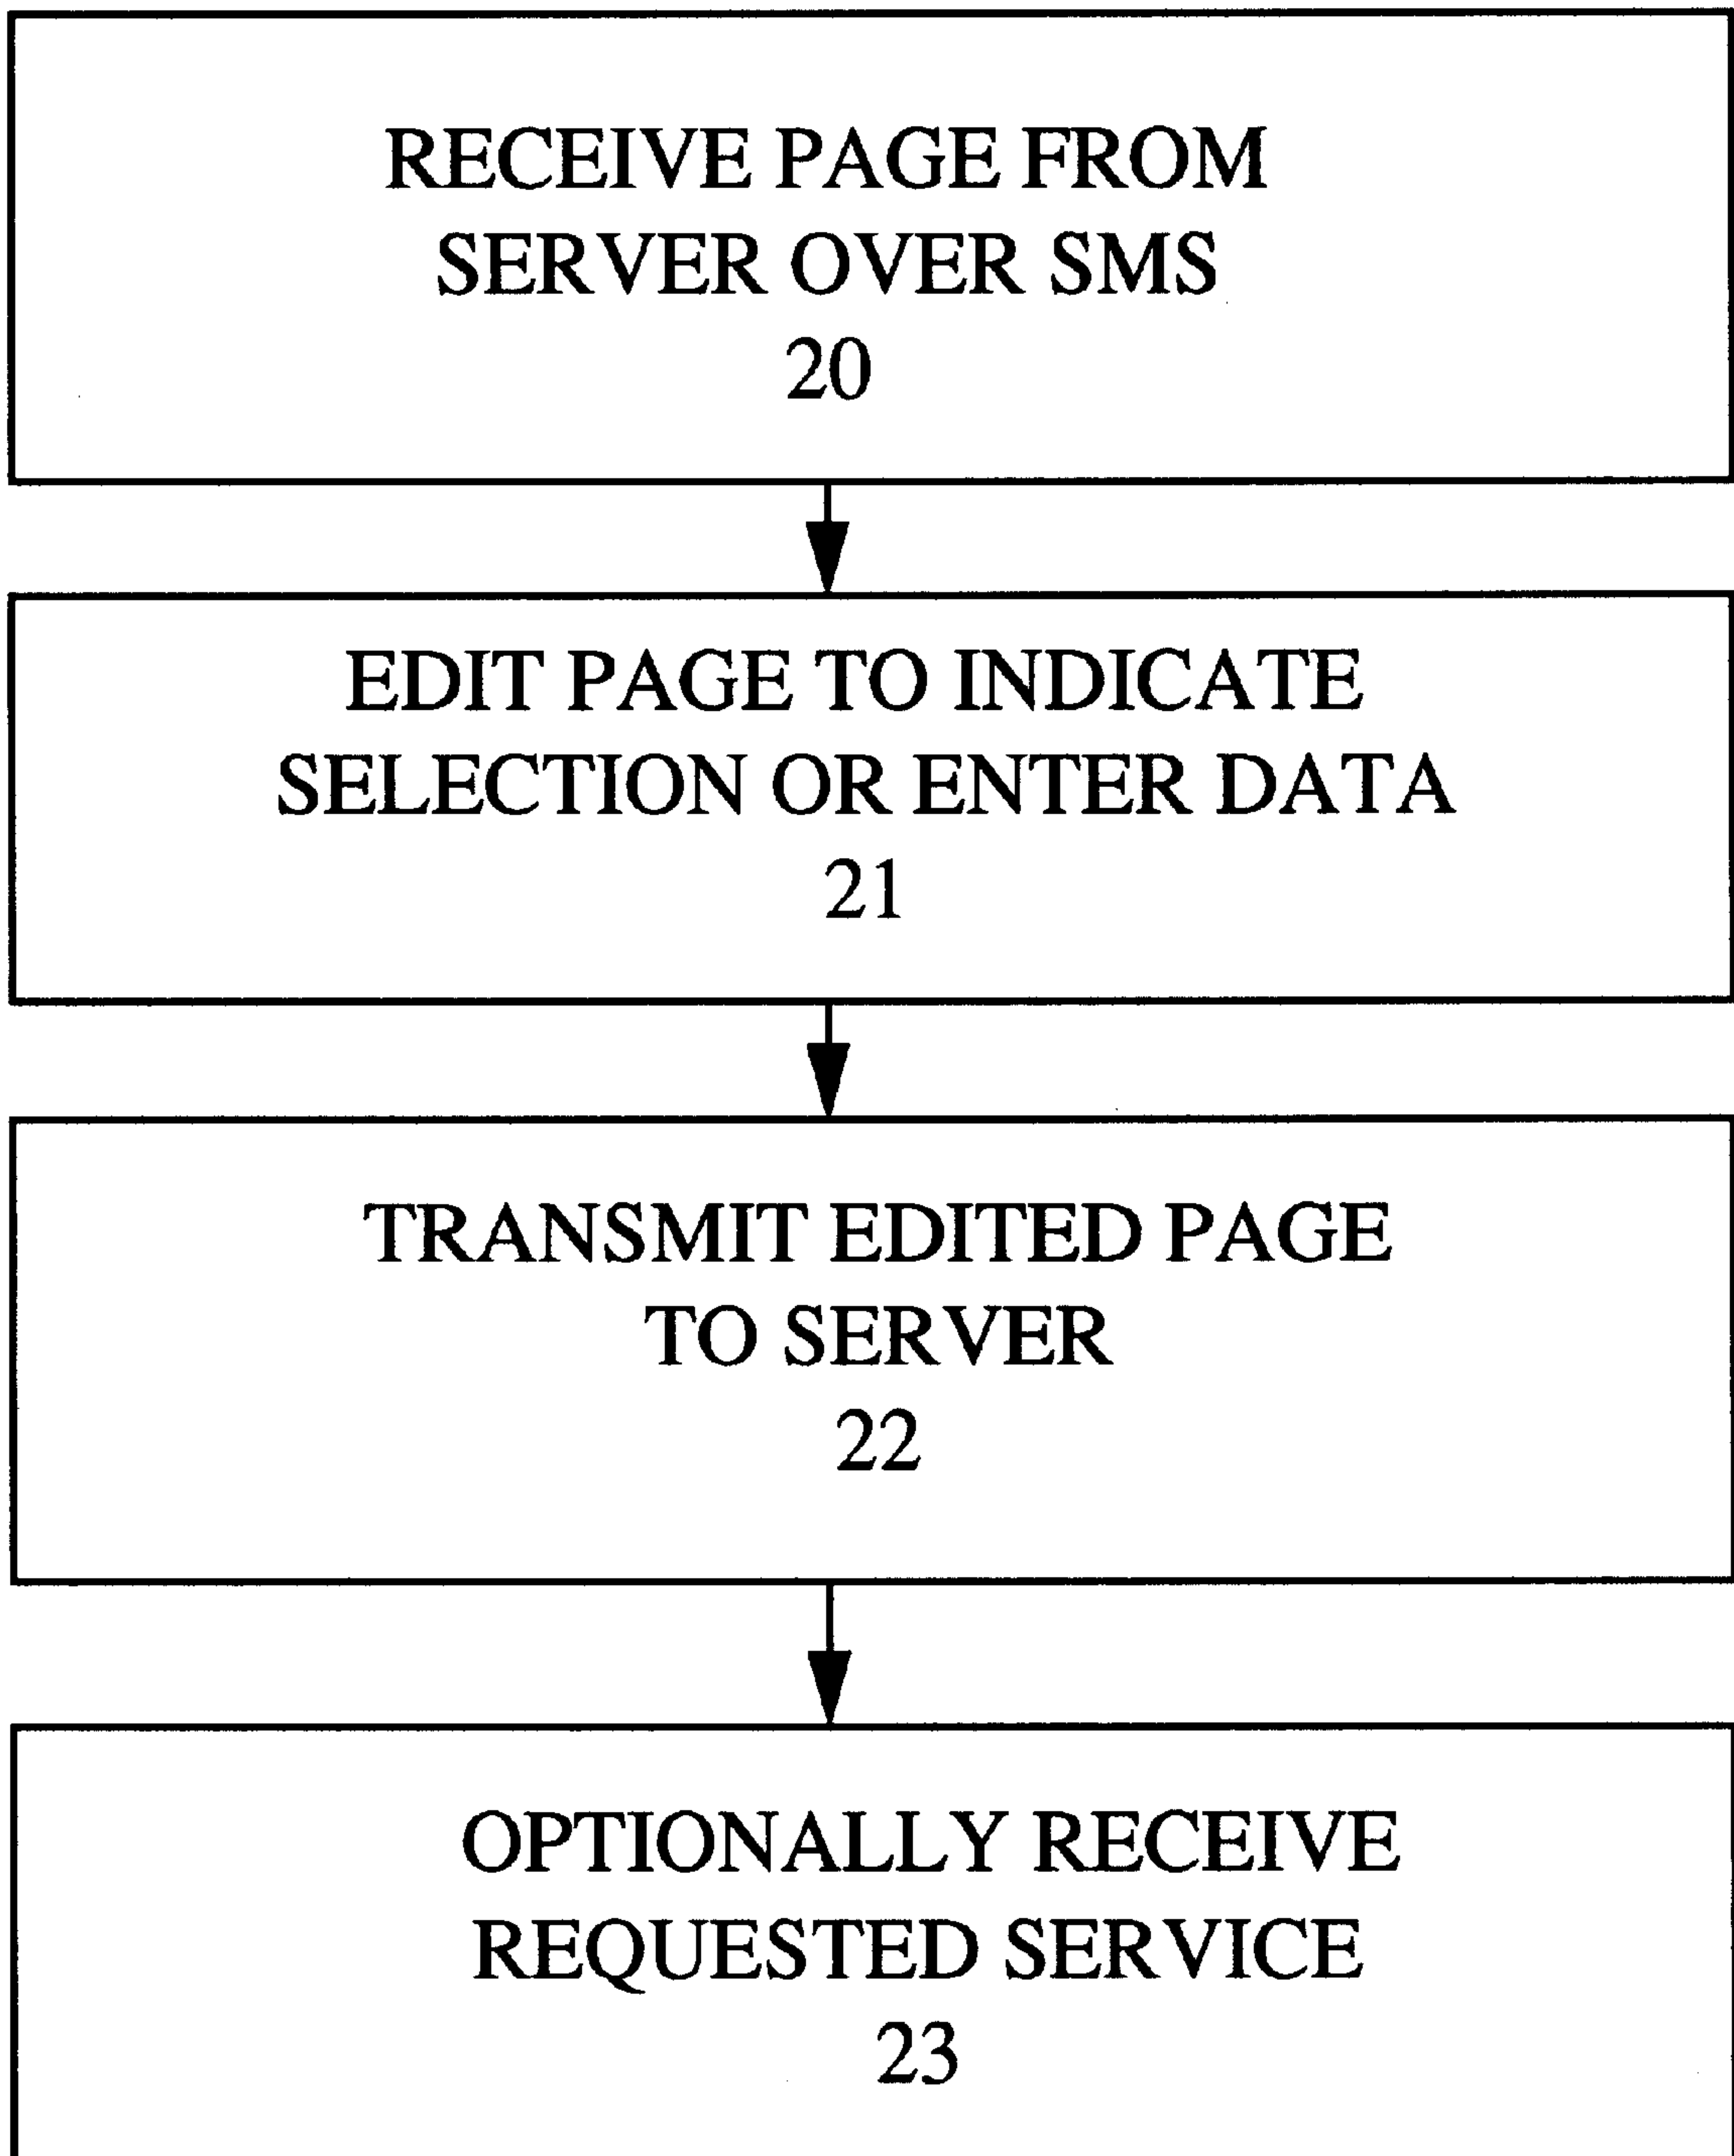 RECEIVE PAGE FROM
SERVER OVER SMS
20
EDIT PAGE TO INDICATE
SELECTION OR ENTER DATA
21
TRANSMIT EDITED PAGE
TO SERVER
22
OPTIONALLY RECEIVE
REQUESTED SERVICE
23